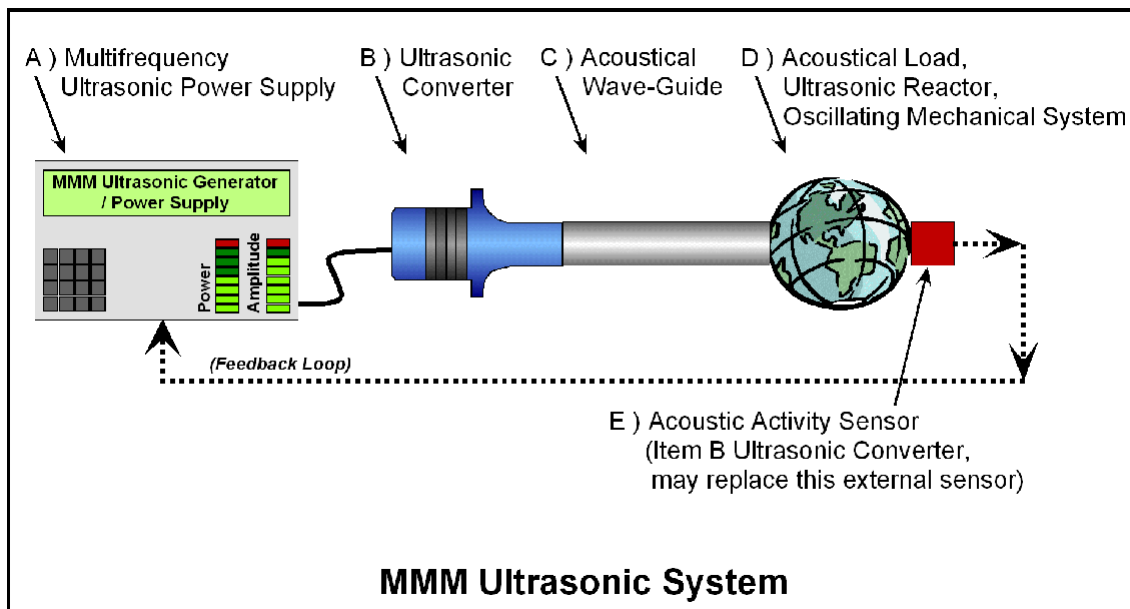 A ) Multifrequency
Ultrasonic Power Supply
B ) Ultrasonic
Converter
C ) Acoustical
Wave-Guide
D ) Acoustical Load,
Ultrasonic Reactor,
Oscillating Mechanical System
MMM Ultrasonic Generator
/ Power Supply
Power
Amplitude
(Feedback Loop)
E ) Acoustic Activity Sensor
(Item B Ultrasonic Converter,
may replace this external sensor)
MMM Ultrasonic System